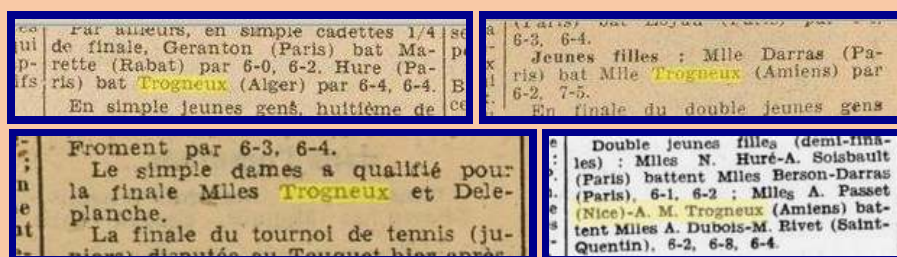 Par ailleurs, en simple cadettes 1/4
de finale, Geranton (Paris) bat Ma-
rette (Rabat) par 6-0, 6-2. Hure (Pa-
ris) bat Trogneux (Alger) par 6-4, 6-4.
En simple jeunes gens, huitième de
6-3, 6-4.
Jeunes filles : Mlle Darras (Pa-
ris) bat Mlle Trogneux (Amiens) par
6-2, 7-5.
En finale du double jeunes gens
Froment par 6-3, 6-4.
Le simple dames a qualifié pour
la finale Mlles Trogneux et Dele-
planche.
La finale du tournoi de tennis (ju-
niors) disputée au Touquet bien après
Double jeunes filles (demi-fina-
les) : Mlles N. Huré-A. Soisbault
(Paris) battent Mlles Berson-Darras
(Paris), 6-1, 6-2 ; Mlles A. Passet
(Nice)-A. M. Trogneux (Amiens) bat-
tent Mlles A. Dubois-M. Rivet (Saint-
Quentin), 6-2, 6-8, 6-4.